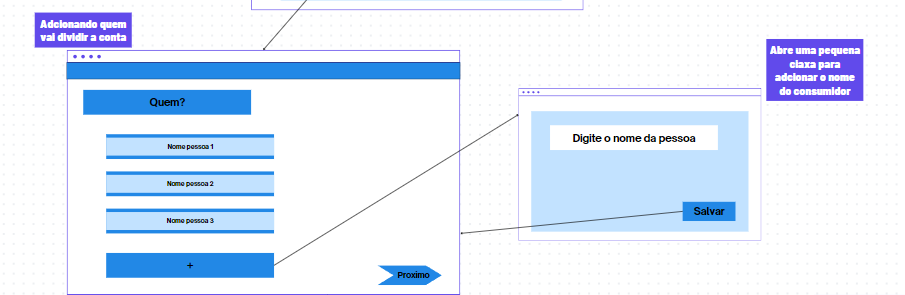 Adcionando quem
vai dividir a conta
Quem?
Nome pessoa 1
Nome pessoa 2
Nome pessoa 3
+
Proximo
Abre uma pequena
ciaxa para
adcionar o nome
do consumidor
Digite o nome da pessoa
Salvar